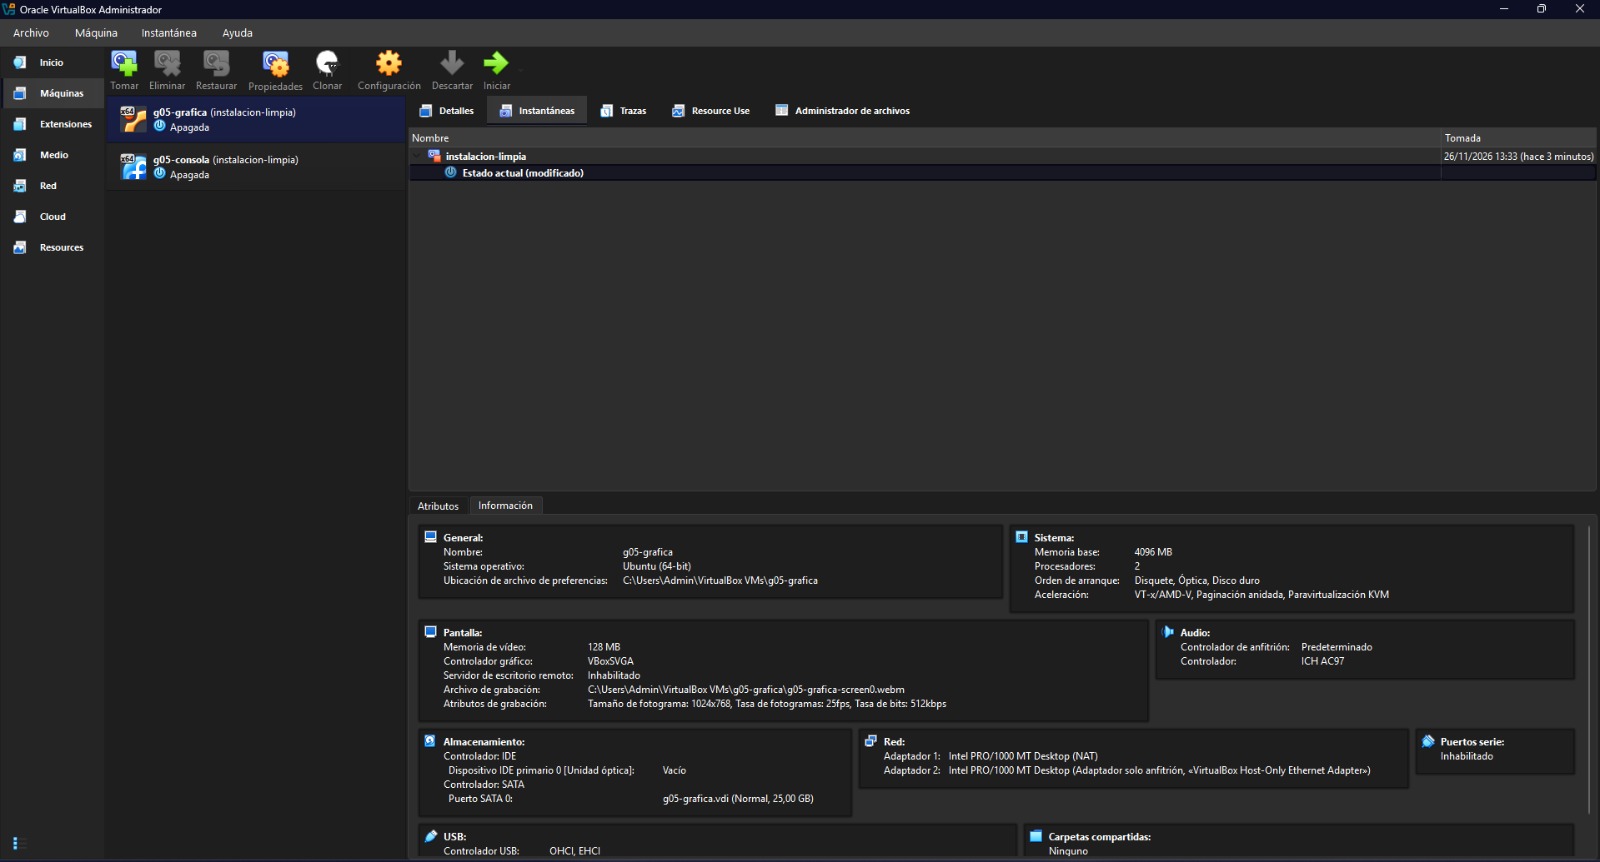 Oracle VirtualBox Administrador
Archivo Máquina Instantánea Ayuda
Inicio
Máquinas
Extensiones
Medio
Red
Cloud
Resources
Tomar Eliminar Restaurar Propiedades Clonar Configuración Descartar Iniciar
x64
g05-grafica (instalacion-limpia)
Apagada
x64
g05-consola (instalacion-limpia)
Apagada
Detalles Instantáneas Trazas Resource Use Administrador de archivos
Nombre Tomada
instalacion-limpia 26/11/2026 13:33 (hace 3 minutos)
Estado actual (modificado)
Atributos Información
General:
Nombre: g05-grafica
Sistema operativo: Ubuntu (64-bit)
Ubicación de archivo de preferencias: C:\Users\Admin\VirtualBox VMs\g05-grafica
Sistema:
Memoria base: 4096 MB
Procesadores: 2
Orden de arranque: Disquete, Óptica, Disco duro
Aceleración: VT-x/AMD-V, Paginación anidada, Paravirtualización KVM
Pantalla:
Memoria de vídeo: 128 MB
Controlador gráfico: VBoxSVGA
Servidor de escritorio remoto: Inhabilitado
Archivo de grabación: C:\Users\Admin\VirtualBox VMs\g05-grafica\g05-grafica-screen0.webm
Atributos de grabación: Tamaño de fotograma: 1024x768, Tasa de fotogramas: 25fps, Tasa de bits: 512kbps
Audio:
Controlador de anfitrión: Predeterminado
Controlador: ICH AC97
Almacenamiento:
Controlador: IDE
Dispositivo IDE primario 0 [Unidad óptica]: Vacío
Controlador: SATA
Puerto SATA 0: g05-grafica.vdi (Normal, 25,00 GB)
Red:
Adaptador 1: Intel PRO/1000 MT Desktop (NAT)
Adaptador 2: Intel PRO/1000 MT Desktop (Adaptador solo anfitrión, «VirtualBox Host-Only Ethernet Adapter»)
Puertos serie:
Inhabilitado
USB:
Controlador USB: OHCI, EHCI
Carpetas compartidas:
Ninguno